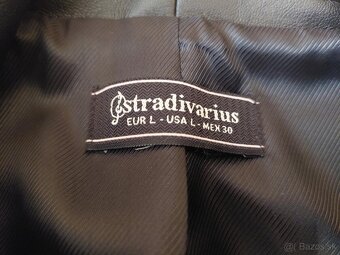 stradivarius
EUR L - USA L - MEX 30
Bazos.sk